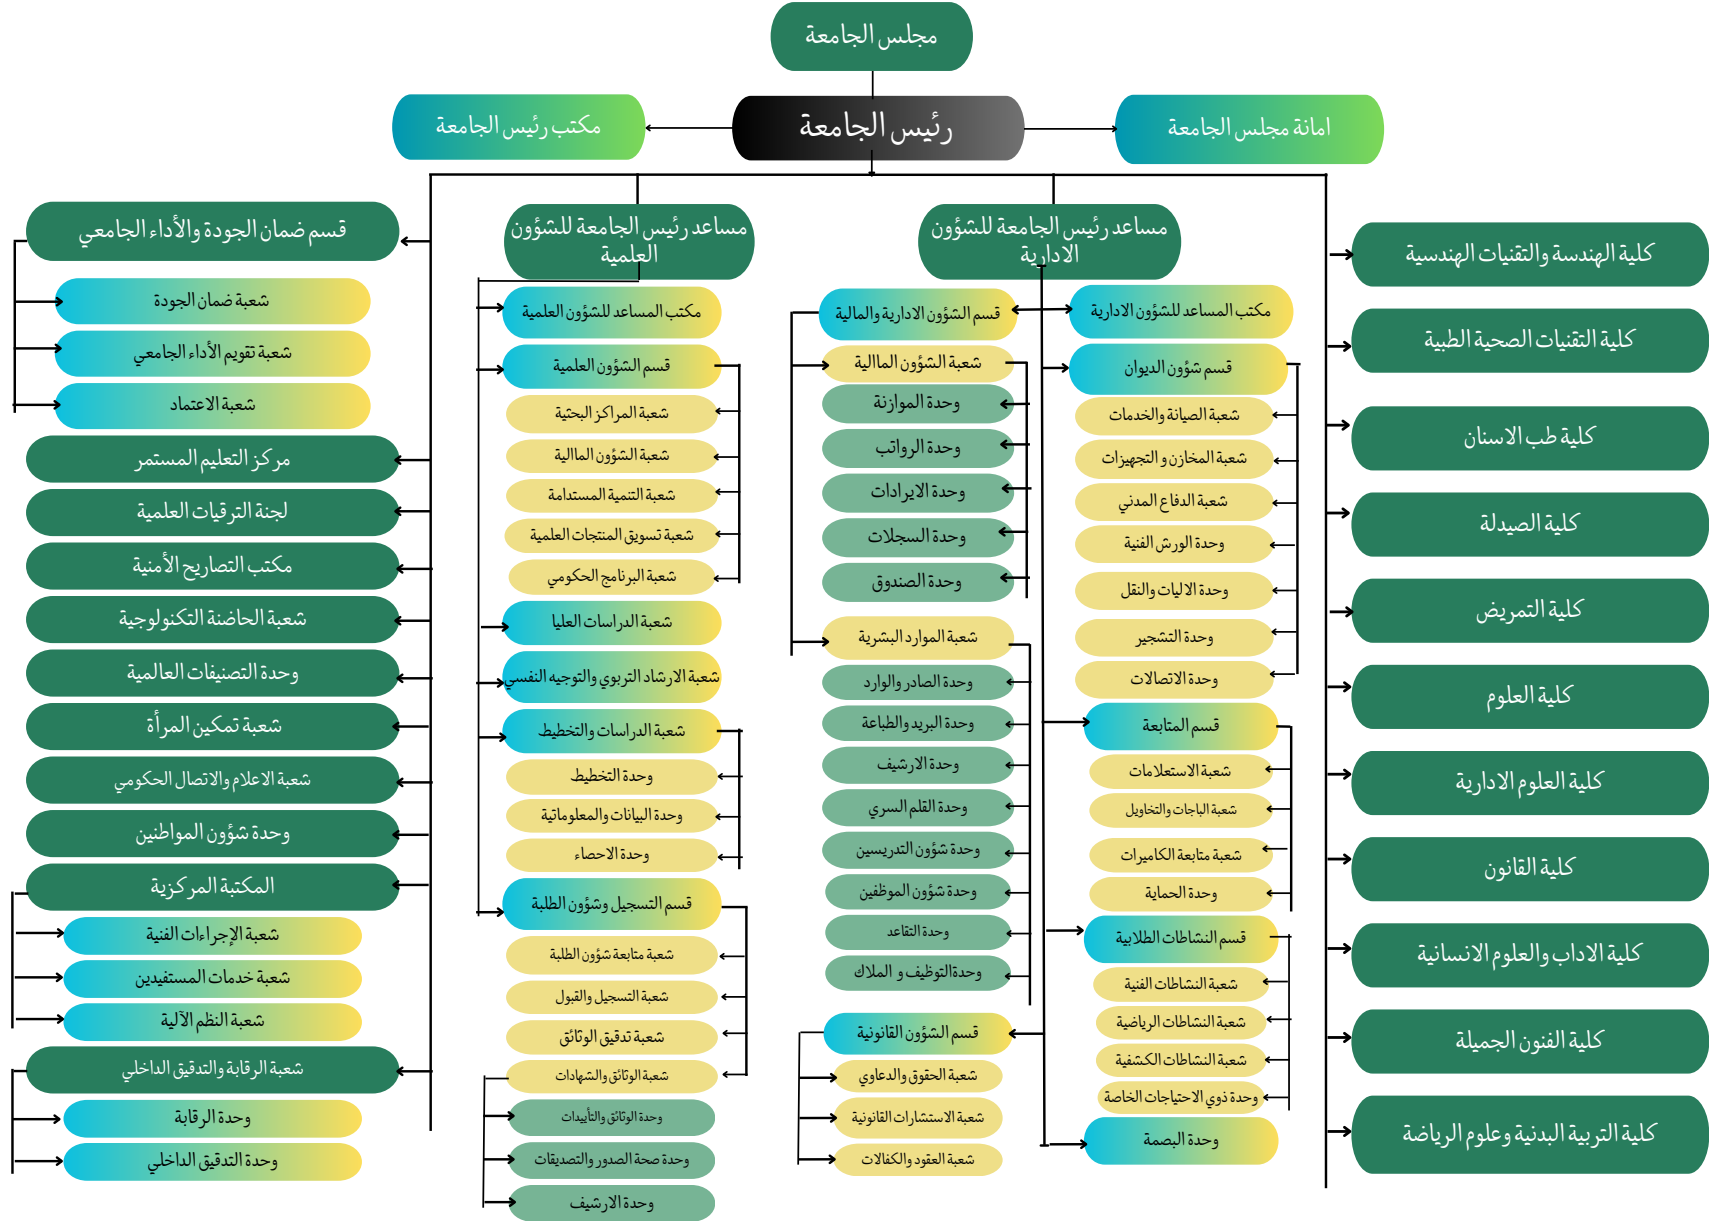 مجلس الجامعة
امانة مجلس الجامعة
رئيس الجامعة
مكتب رئيس الجامعة
كلية الهندسة والتقنيات الهندسية
كلية التقنيات الصحية الطبية
كلية طب الاسنان
كلية الصيدلة
كلية التمريض
كلية العلوم
كلية العلوم الادارية
كلية القانون
كلية الاداب والعلوم الانسانية
كلية الفنون الجميلة
كلية التربية البدنية وعلوم الرياضة
مساعد رئيس الجامعة للشؤون
الادارية
مكتب المساعد للشؤون الادارية
قسم شؤون الديوان
شعبة الصيانة والخدمات
شعبة المخازن و التجهيزات
شعبة الدفاع المدني
وحدة الورش الفنية
وحدة الاليات والنقل
وحدة التشجير
وحدة الاتصالات
قسم المتابعة
شعبة الاستعلامات
شعبة الباجات والتخاويل
شعبة متابعة الكاميرات
وحدة الحماية
قسم النشاطات الطلابية
شعبة النشاطات الفنية
شعبة النشاطات الرياضية
شعبة النشاطات الكشفية
وحدة ذوي الاحتياجات الخاصة
وحدة البصمة
قسم الشؤون الادارية والمالية
شعبة الشؤون الماالية
وحدة الموازنة
وحدة الرواتب
وحدة الايرادات
وحدة السجلات
وحدة الصندوق
شعبة الموارد البشرية
وحدة الصادر والوارد
وحدة البريد والطباعة
وحدة الارشيف
وحدة القلم السري
وحدة شؤون التدريسين
وحدة شؤون الموظفين
وحدة التقاعد
وحدةالتوظيف و الملاك
قسم الشؤون القانونية
شعبة الحقوق والدعاوي
شعبة الاستشارات القانونية
شعبة العقود والكفالات
مساعد رئيس الجامعة للشؤون
العلمية
مكتب المساعد للشؤون العلمية
قسم الشؤون العلمية
شعبة المراكز البحثية
شعبة الشؤون الماالية
شعبة التنمية المستدامة
شعبة تسويق المنتجات العلمية
شعبة البرنامج الحكومي
شعبة الدراسات العليا
شعبة الارشاد التربوي والتوجيه النفسي
شعبة الدراسات والتخطيط
وحدة التخطيط
وحدة البيانات والمعلوماتية
وحدة الاحصاء
قسم التسجيل وشؤون الطلبة
شعبة متابعة شؤون الطلبة
شعبة التسجيل والقبول
شعبة تدقيق الوثائق
شعبة الوثائق والشهادات
وحدة الوثائق والتأييدات
وحدة صحة الصدور والتصديقات
وحدة الارشيف
قسم ضمان الجودة والأداء الجامعي
شعبة ضمان الجودة
شعبة تقويم الأداء الجامعي
شعبة الاعتماد
مركز التعليم المستمر
لجنة الترقيات العلمية
مكتب التصاريح الأمنية
شعبة الحاضنة التكنولوجية
وحدة التصنيفات العالمية
شعبة تمكين المرأة
شعبة الاعلام والاتصال الحكومي
وحدة شؤون المواطنين
المكتبة المركزية
شعبة الإجراءات الفنية
شعبة خدمات المستفيدين
شعبة النظم الآلية
شعبة الرقابة والتدقيق الداخلي
وحدة الرقابة
وحدة التدقيق الداخلي